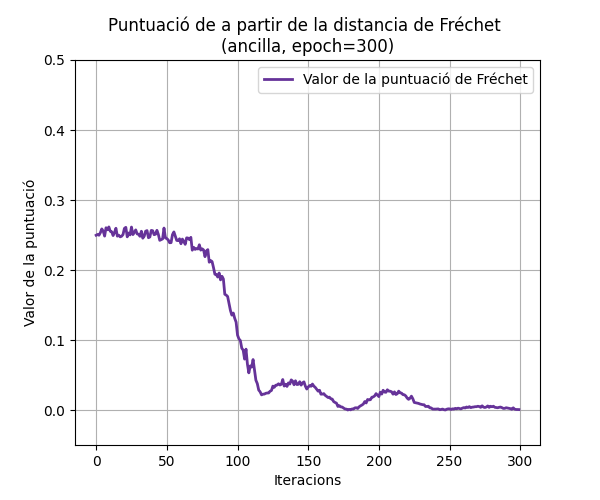 Puntuació de a partir de la distancia de Fréchet
(ancilla, epoch=300)
Valor de la puntuació de Fréchet
Valor de la puntuació
0.5
0.4
0.3
0.2
0.1
0.0
0 50 100 150 200 250 300
Iteracions